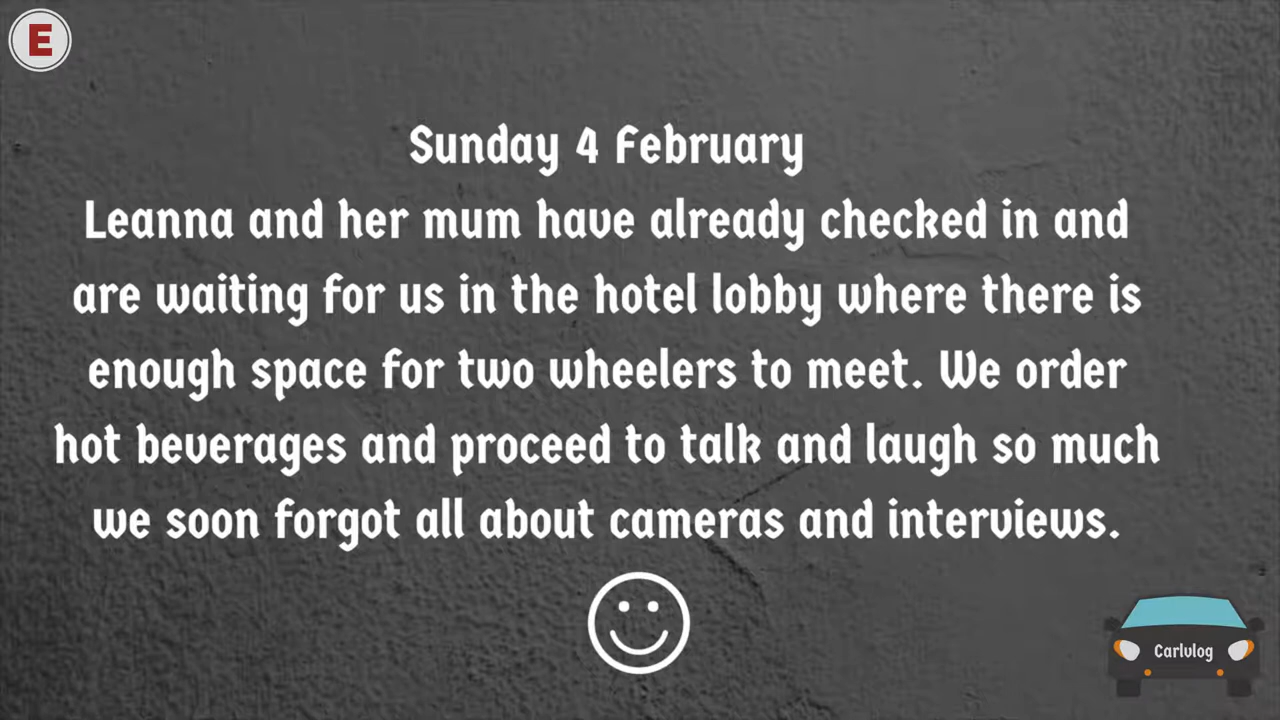 E
Sunday 4 February
Leanna and her mum have already checked in and
are waiting for us in the hotel lobby where there is
enough space for two wheelers to meet. We order
hot beverages and proceed to talk and laugh so much
we soon forgot all about cameras and interviews.
Carlvlog